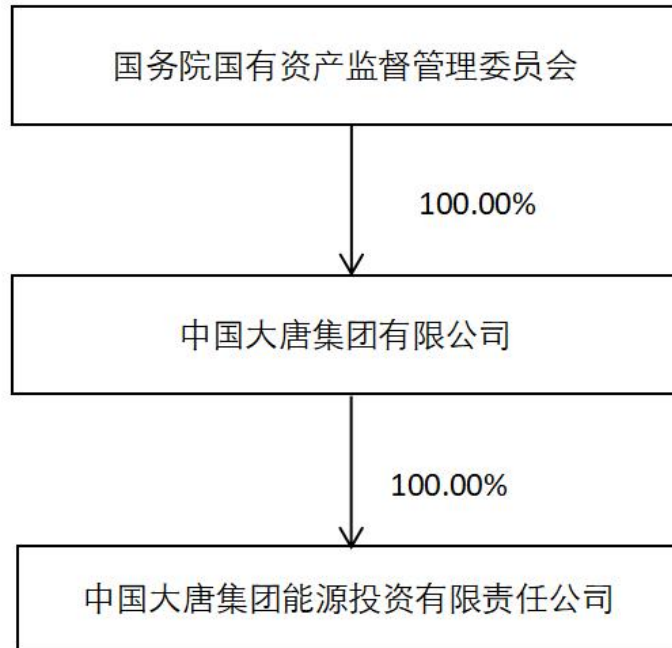 国务院国有资产监督管理委员会
100.00%
中国大唐集团有限公司
100.00%
中国大唐集团能源投资有限责任公司